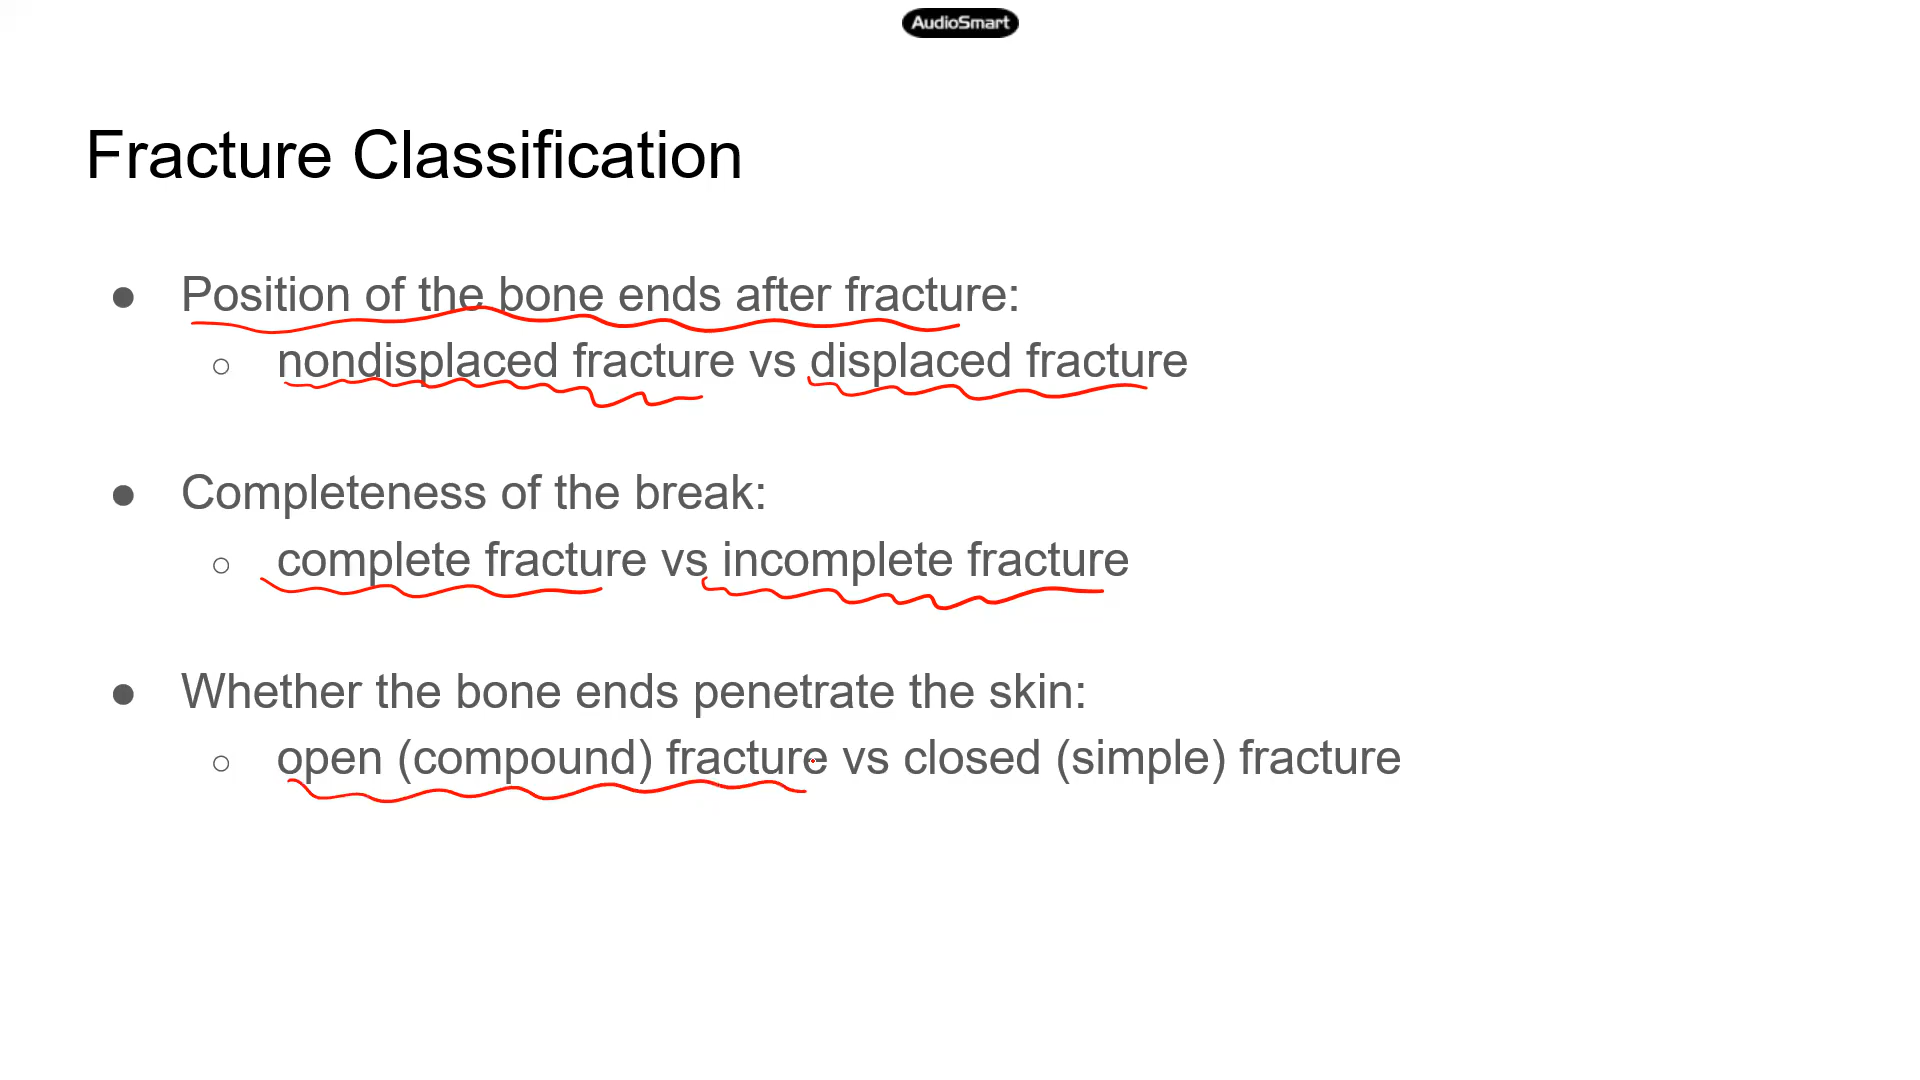 AudioSmart
Fracture Classification
● Position of the bone ends after fracture:
○ nondisplaced fracture vs displaced fracture
● Completeness of the break:
○ complete fracture vs incomplete fracture
● Whether the bone ends penetrate the skin:
○ open (compound) fracture vs closed (simple) fracture